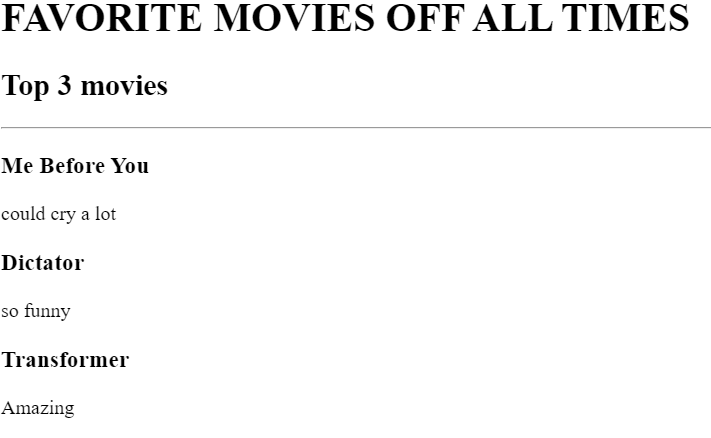 FAVORITE MOVIES OFF ALL TIMES
Top 3 movies
Me Before You
could cry a lot
Dictator
so funny
Transformer
Amazing